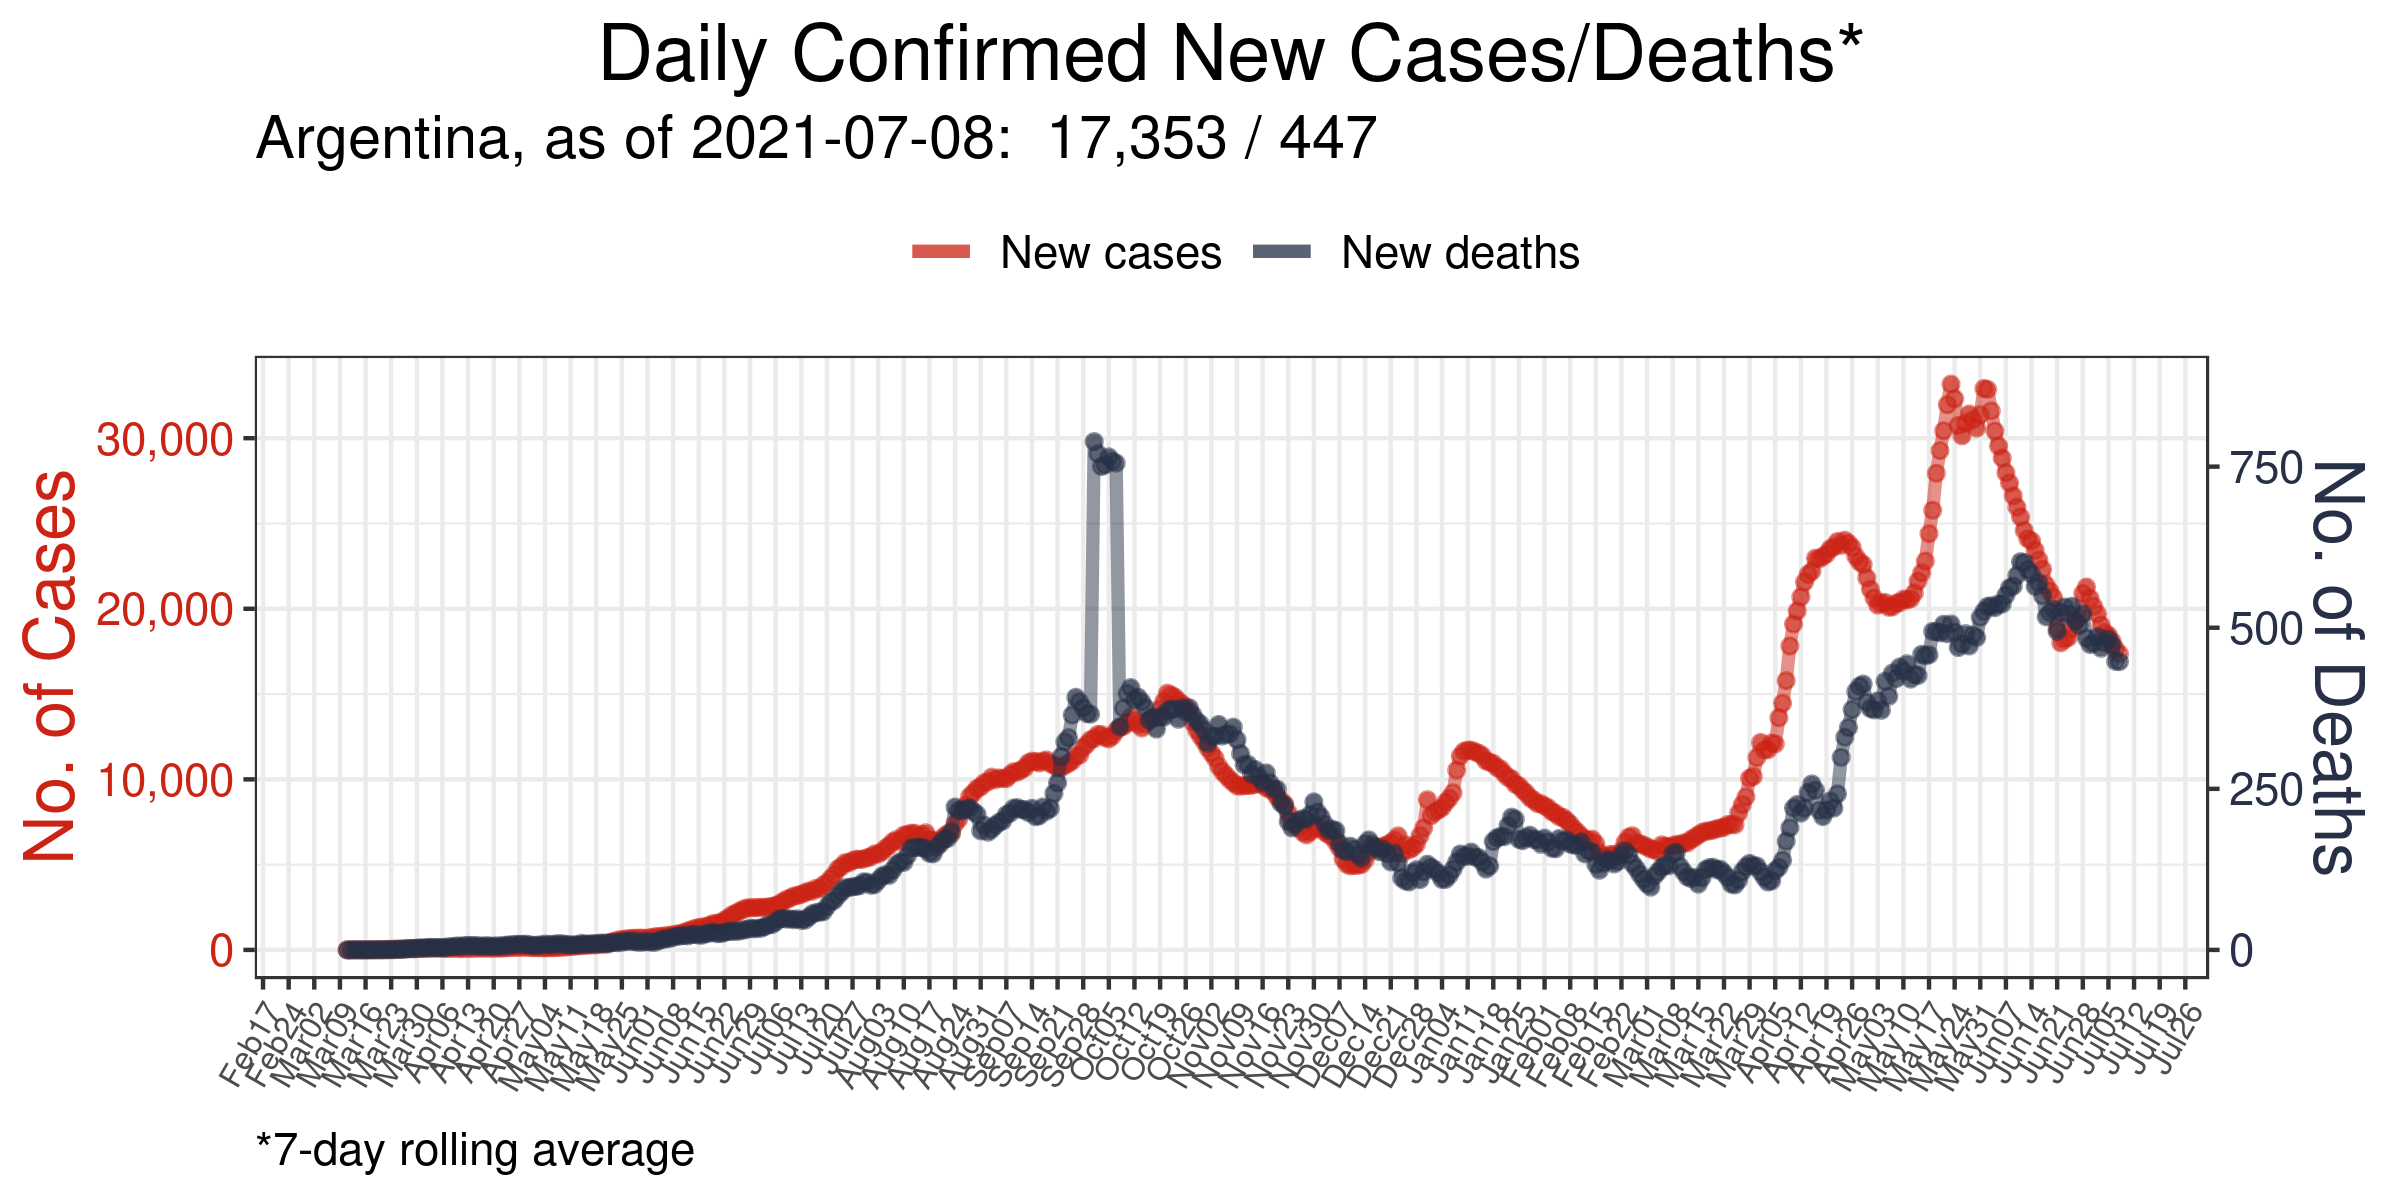 Daily Confirmed New Cases/Deaths*
Argentina, as of 2021-07-08:  17,353 / 447
New cases
New deaths
No. of Cases
30,000
20,000
10,000
0
750
500
250
0
No. of Deaths
Feb17
Feb24
Mar02
Mar09
Mar16
Mar23
Mar30
Apr06
Apr13
Apr20
Apr27
May04
May11
May18
May25
Jun01
Jun08
Jun15
Jun22
Jun29
Jul06
Jul13
Jul20
Jul27
Aug03
Aug10
Aug17
Aug24
Aug31
Sep07
Sep14
Sep21
Sep28
Oct05
Oct12
Oct19
Oct26
Nov02
Nov09
Nov16
Nov23
Nov30
Dec07
Dec14
Dec21
Dec28
Jan04
Jan11
Jan18
Jan25
Feb01
Feb08
Feb15
Feb22
Mar01
Mar08
Mar15
Mar22
Mar29
Apr05
Apr12
Apr19
Apr26
May03
May10
May17
May24
May31
Jun07
Jun14
Jun21
Jun28
Jul05
Jul12
Jul19
Jul26
*7-day rolling average